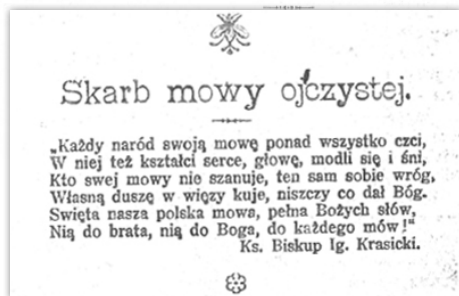 Skarb mowy ojczystej.
„Każdy naród swoją mowę ponad wszystko czci,
W niej też kształci serce, głowę, modli się i śni,
Kto swej mowy nie szanuje, ten sam sobie wróg,
Własną duszę w więzy kuje, niszczy co dał Bóg.
Święta nasza polska mowa, pełna Bożych słów,
Nią do brata, nią do Boga, do każdego mów!"
Ks. Biskup Ig. Krasicki.